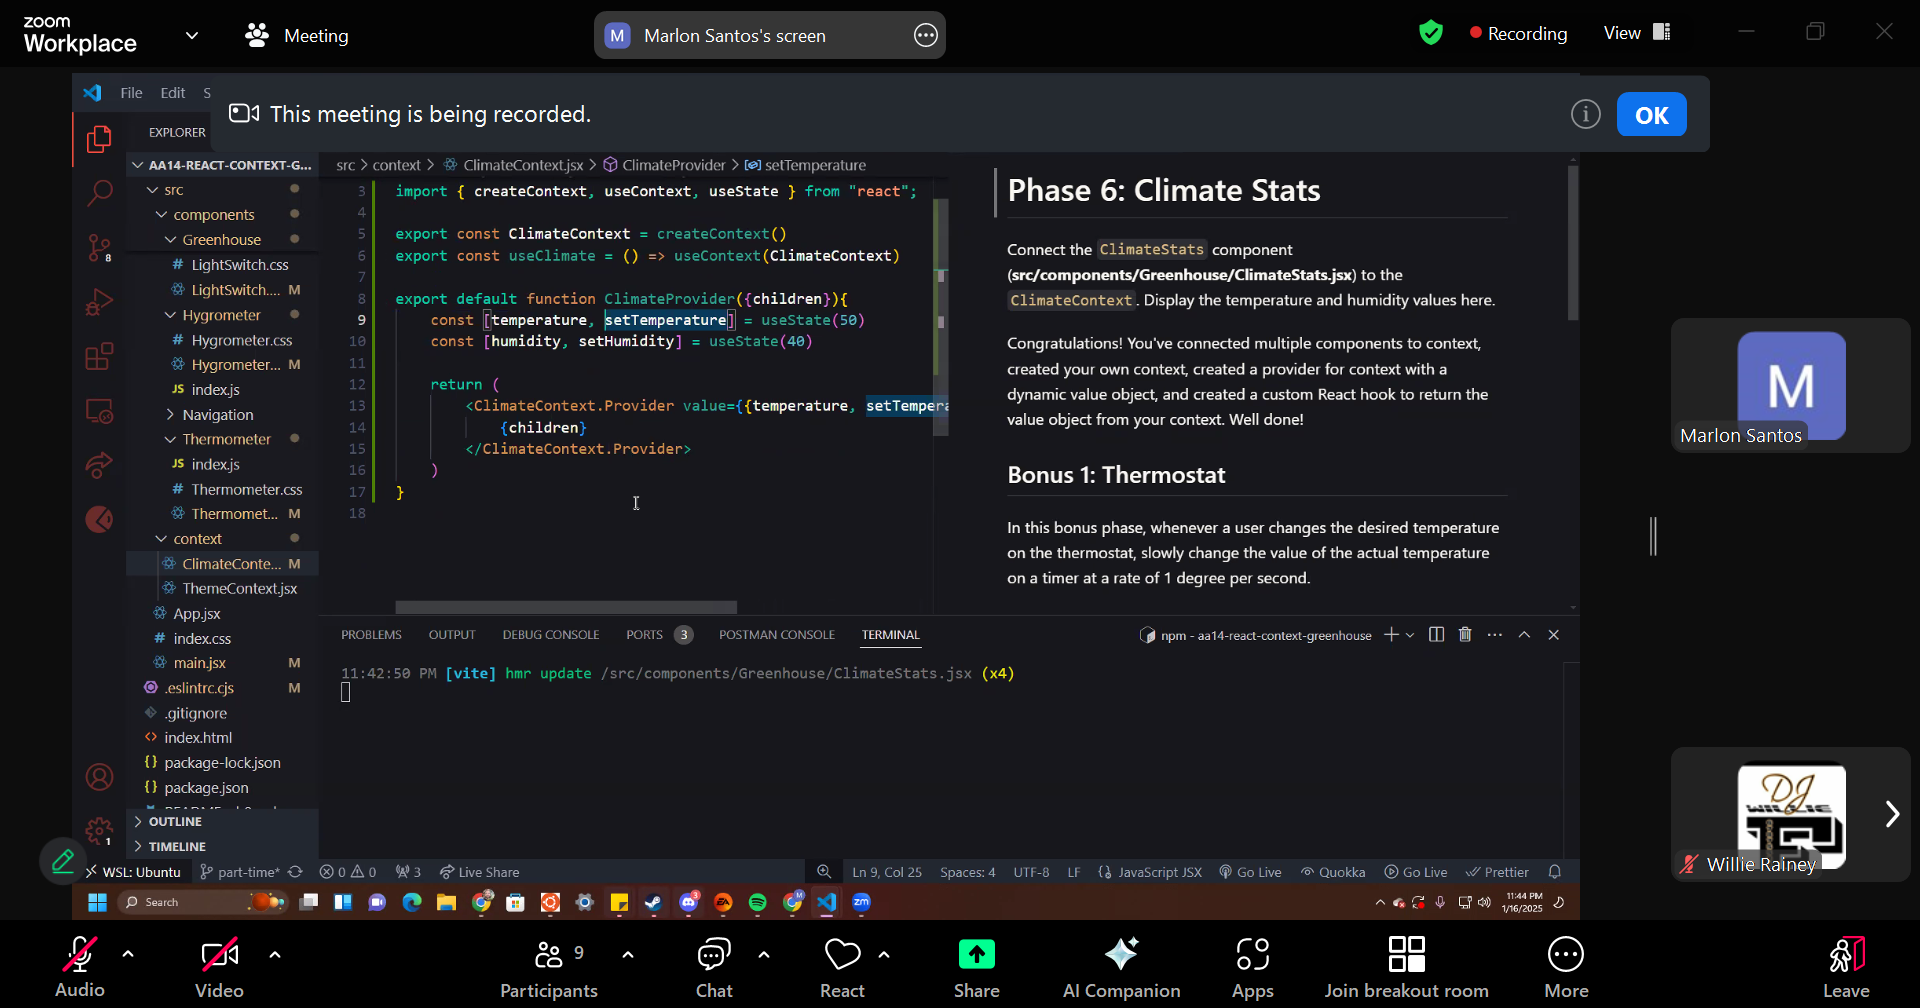 zoom
Workplace
Meeting
M Marlon Santos's screen
Recording
View
File Edit S
This meeting is being recorded.
OK
EXPLORER
AA14-REACT-CONTEXT-G...
src
components
Greenhouse
# LightSwitch.css
LightSwitch.... M
Hygrometer
# Hygrometer.css
Hygrometer... M
JS index.js
Navigation
Thermometer
JS index.js
# Thermometer.css
Thermomet... M
context
ClimateConte... M
ThemeContext.jsx
App.jsx
# index.css
main.jsx M
.eslintrc.cjs M
.gitignore
<> index.html
{} package-lock.json
{} package.json
OUTLINE
TIMELINE
8
1
src > context > ClimateContext.jsx > ClimateProvider > setTemperature
3 import { createContext, useContext, useState } from "react";
4
5 export const ClimateContext = createContext()
6 export const useClimate = () => useContext(ClimateContext)
7
8 export default function ClimateProvider({children}){
9 const [temperature, setTemperature] = useState(50)
10 const [humidity, setHumidity] = useState(40)
11
12 return (
13 <ClimateContext.Provider value={{temperature, setTempera
14 {children}
15 </ClimateContext.Provider>
16 )
17 }
18
Phase 6: Climate Stats
Connect the ClimateStats component
(src/components/Greenhouse/ClimateStats.jsx) to the
ClimateContext. Display the temperature and humidity values here.
Congratulations! You've connected multiple components to context,
created your own context, created a provider for context with a
dynamic value object, and created a custom React hook to return the
value object from your context. Well done!
Bonus 1: Thermostat
In this bonus phase, whenever a user changes the desired temperature
on the thermostat, slowly change the value of the actual temperature
on a timer at a rate of 1 degree per second.
PROBLEMS OUTPUT DEBUG CONSOLE PORTS 3 POSTMAN CONSOLE TERMINAL
npm - aa14-react-context-greenhouse
11:42:50 PM [vite] hmr update /src/components/Greenhouse/ClimateStats.jsx (x4)
M
Marlon Santos
DJ
WILLIE
Willie Rainey
WSL: Ubuntu part-time* 0 0 3 Live Share
Ln 9, Col 25 Spaces: 4 UTF-8 LF {} JavaScript JSX Go Live Quokka Go Live Prettier
Search
zm
11:44 PM
1/16/2025
Audio
Video
9
Participants
Chat
React
Share
AI Companion
Apps
Join breakout room
More
Leave